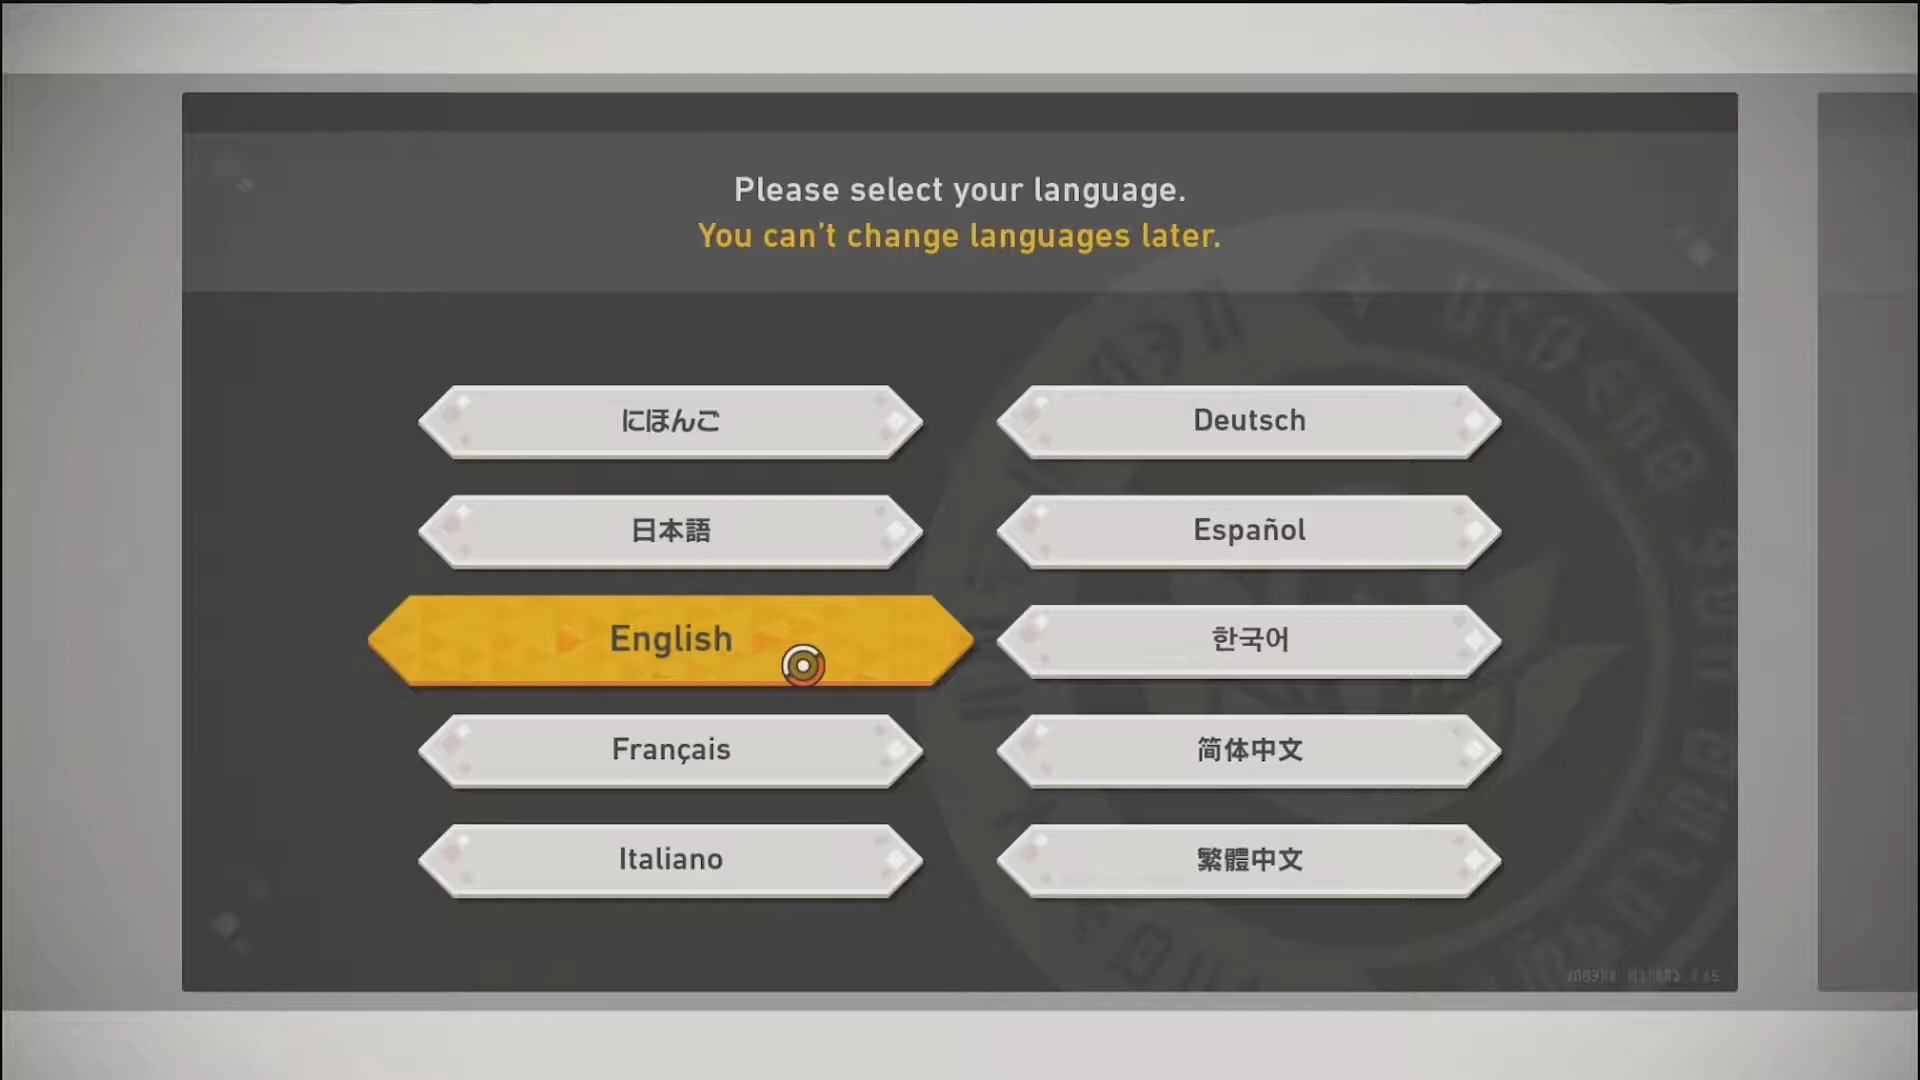 Please select your language.
You can't change languages later.
にほんご
日本語
English
Français
Italiano
Deutsch
Español
한국어
简体中文
繁體中文